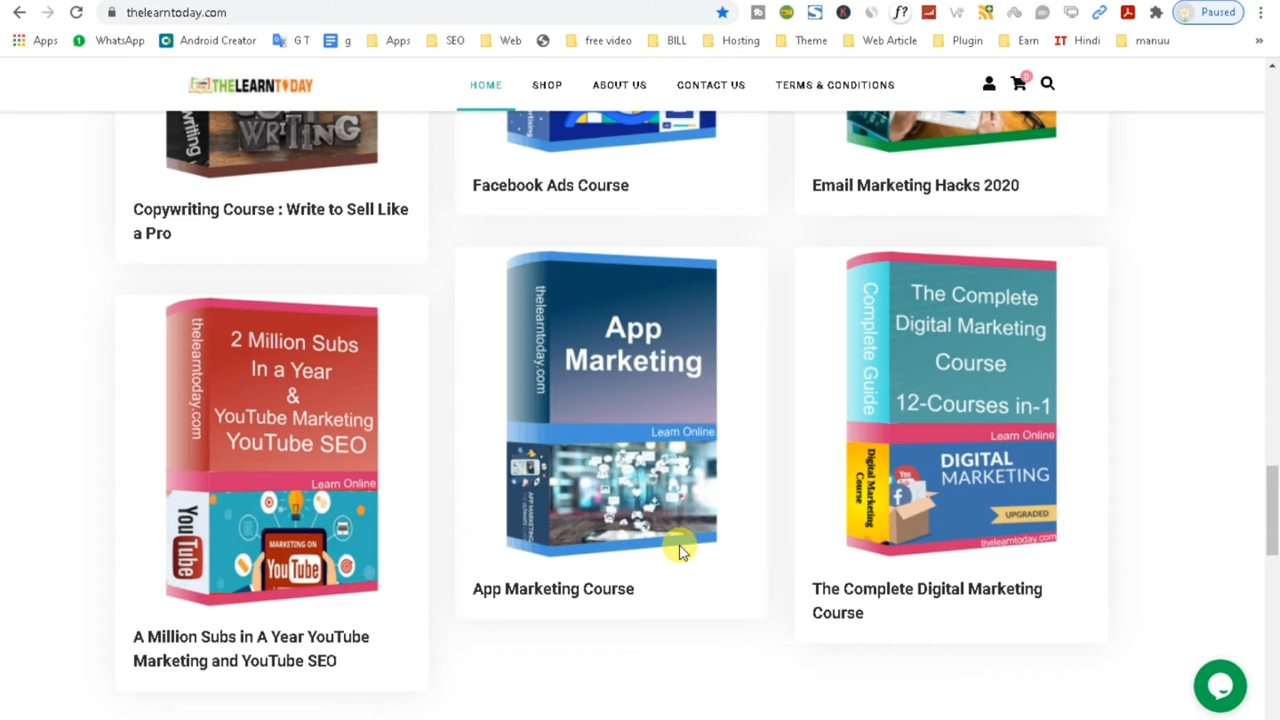 thelearntoday.com
Paused
Apps
WhatsApp
Android Creator
G T
g
Apps
SEO
Web
free video
BILL
Hosting
Theme
Web Article
Plugin
Earn
IT
Hindi
manuu
»
THELEARNTODAY
HOME
SHOP
ABOUT US
CONTACT US
TERMS & CONDITIONS
0
WRiTiNG
Copywriting Course : Write to Sell Like
a Pro
Facebook Ads Course
Email Marketing Hacks 2020
thelearntoday.com
2 Million Subs
In a Year
&
YouTube Marketing
YouTube SEO
Learn Online
YouTube
MARKETING ON
YouTube
A Million Subs in A Year YouTube
Marketing and YouTube SEO
thelearntoday.com
App
Marketing
Learn Online
App Marketing Course
Complete Guide
The Complete
Digital Marketing
Course
12-Courses in-1
Learn Online
Digital Marketing
Course
You
DIGITAL
MARKETING
UPGRADED
thelearntoday.com
The Complete Digital Marketing
Course